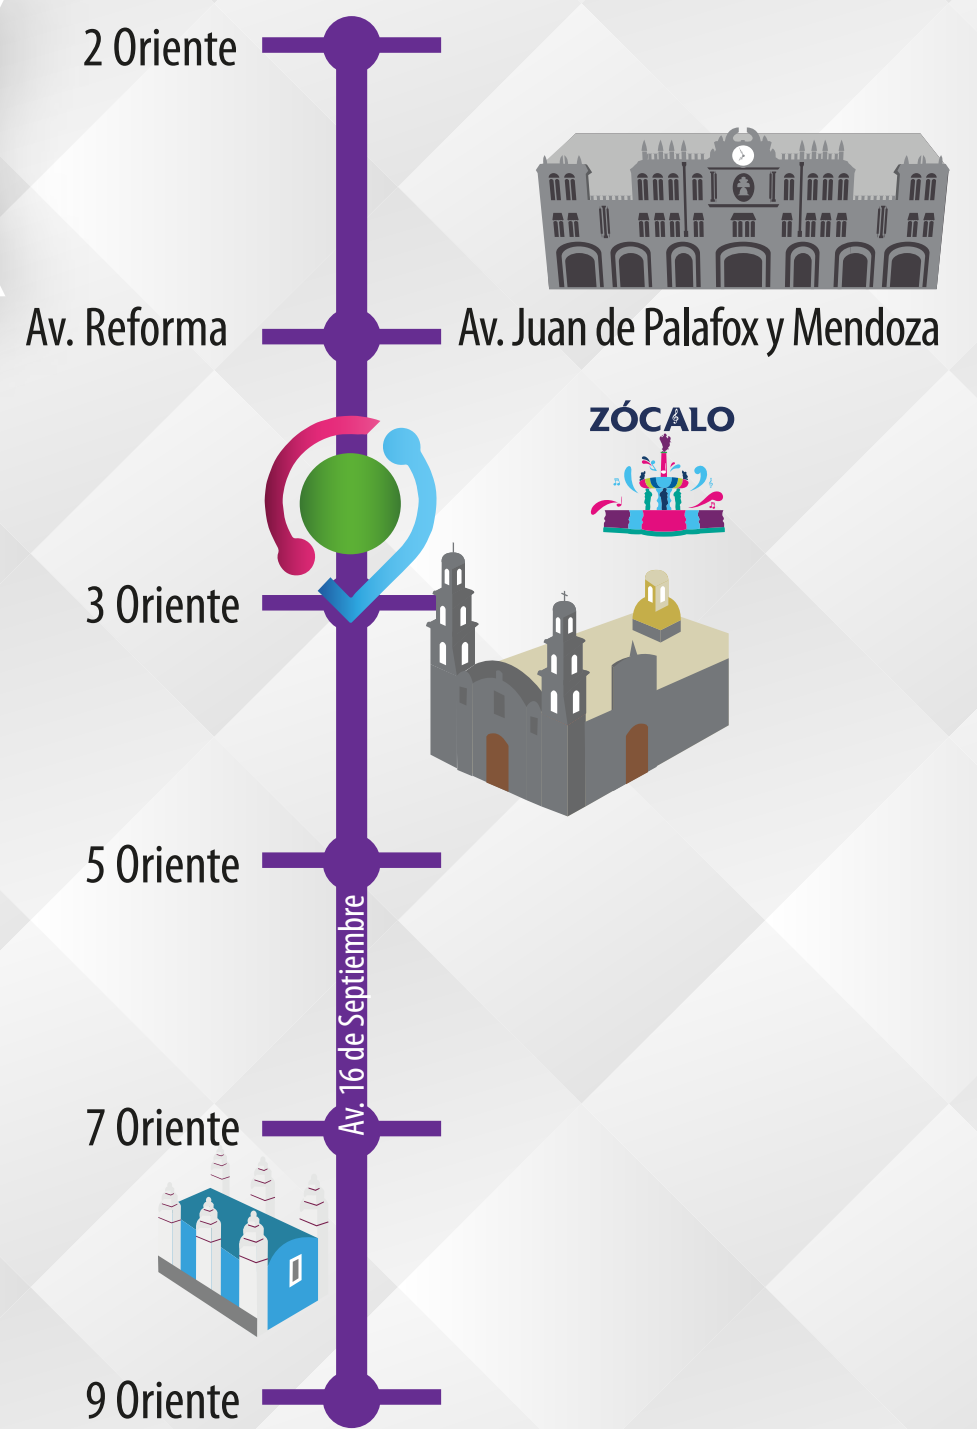 2 Oriente
Av. Reforma
Av. Juan de Palafox y Mendoza
ZÓCALO
3 Oriente
5 Oriente
Av. 16 de Septiembre
7 Oriente
9 Oriente